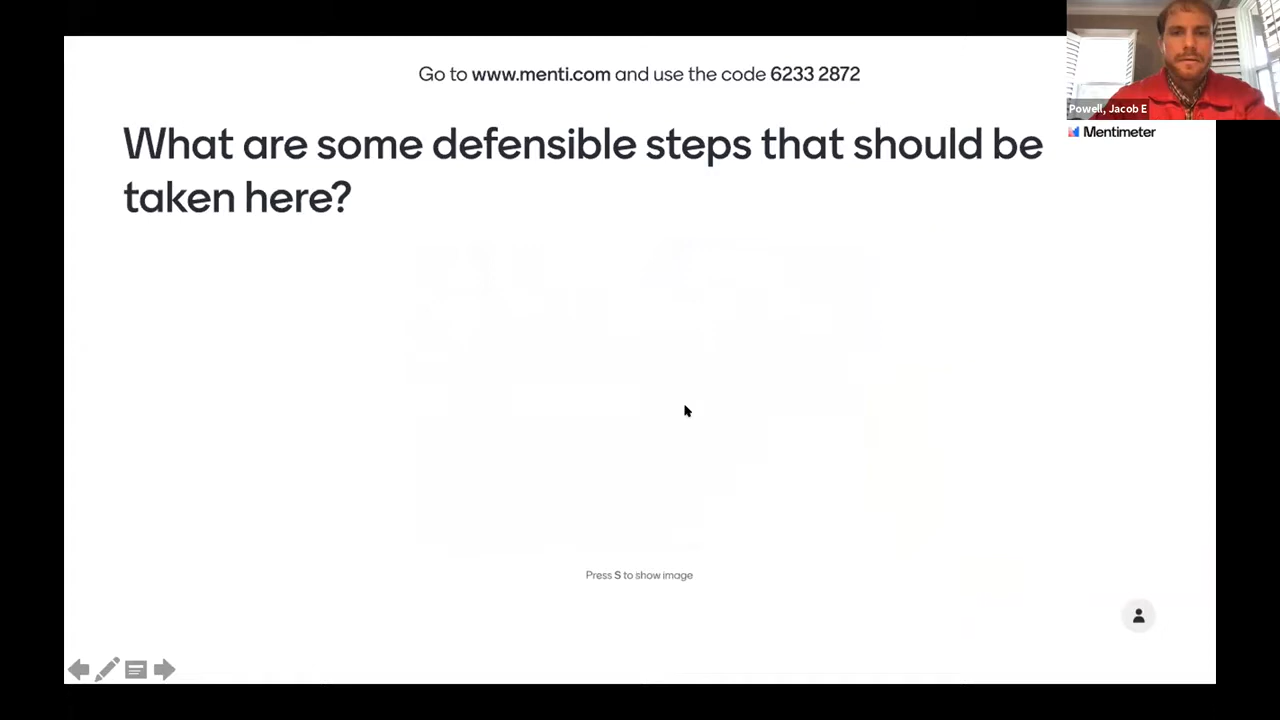 Go to www.menti.com and use the code 6233 2872
Powell, Jacob E
Mentimeter
What are some defensible steps that should be
taken here?
Press S to show image